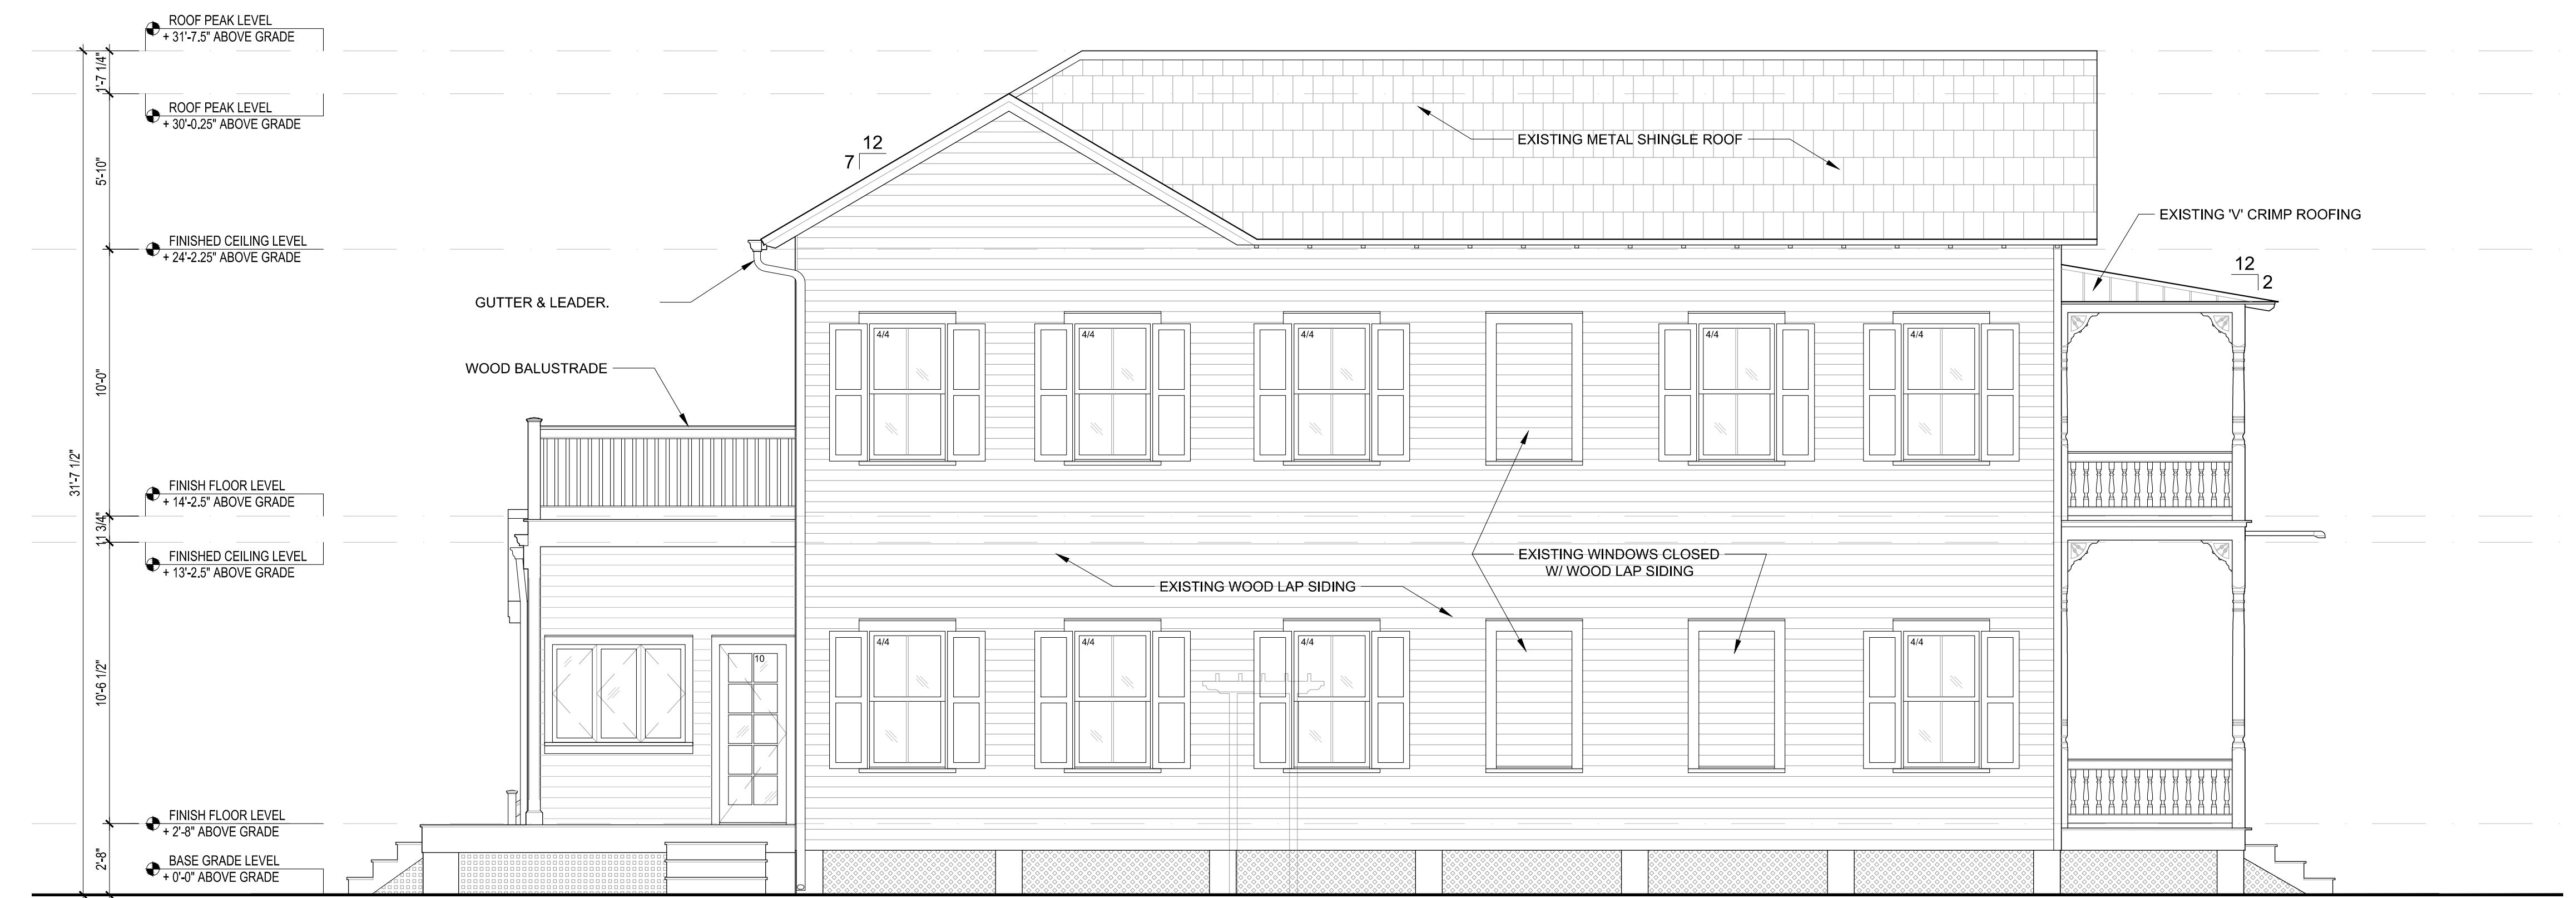 ROOF PEAK LEVEL
+ 31'-7.5" ABOVE GRADE
1'-7 1/4"
ROOF PEAK LEVEL
+ 30'-0.25" ABOVE GRADE
12
7
EXISTING METAL SHINGLE ROOF
5'-10"
EXISTING 'V' CRIMP ROOFING
FINISHED CEILING LEVEL
+ 24'-2.25" ABOVE GRADE
12
2
GUTTER & LEADER.
4/4
4/4
4/4
4/4
4/4
WOOD BALUSTRADE
10'-0"
31'-7 1/2"
FINISH FLOOR LEVEL
+ 14'-2.5" ABOVE GRADE
11 3/4"
FINISHED CEILING LEVEL
+ 13'-2.5" ABOVE GRADE
EXISTING WINDOWS CLOSED
W/ WOOD LAP SIDING
EXISTING WOOD LAP SIDING
4/4
4/4
4/4
4/4
10
10'-6 1/2"
FINISH FLOOR LEVEL
+ 2'-8" ABOVE GRADE
2'-8"
BASE GRADE LEVEL
+ 0'-0" ABOVE GRADE